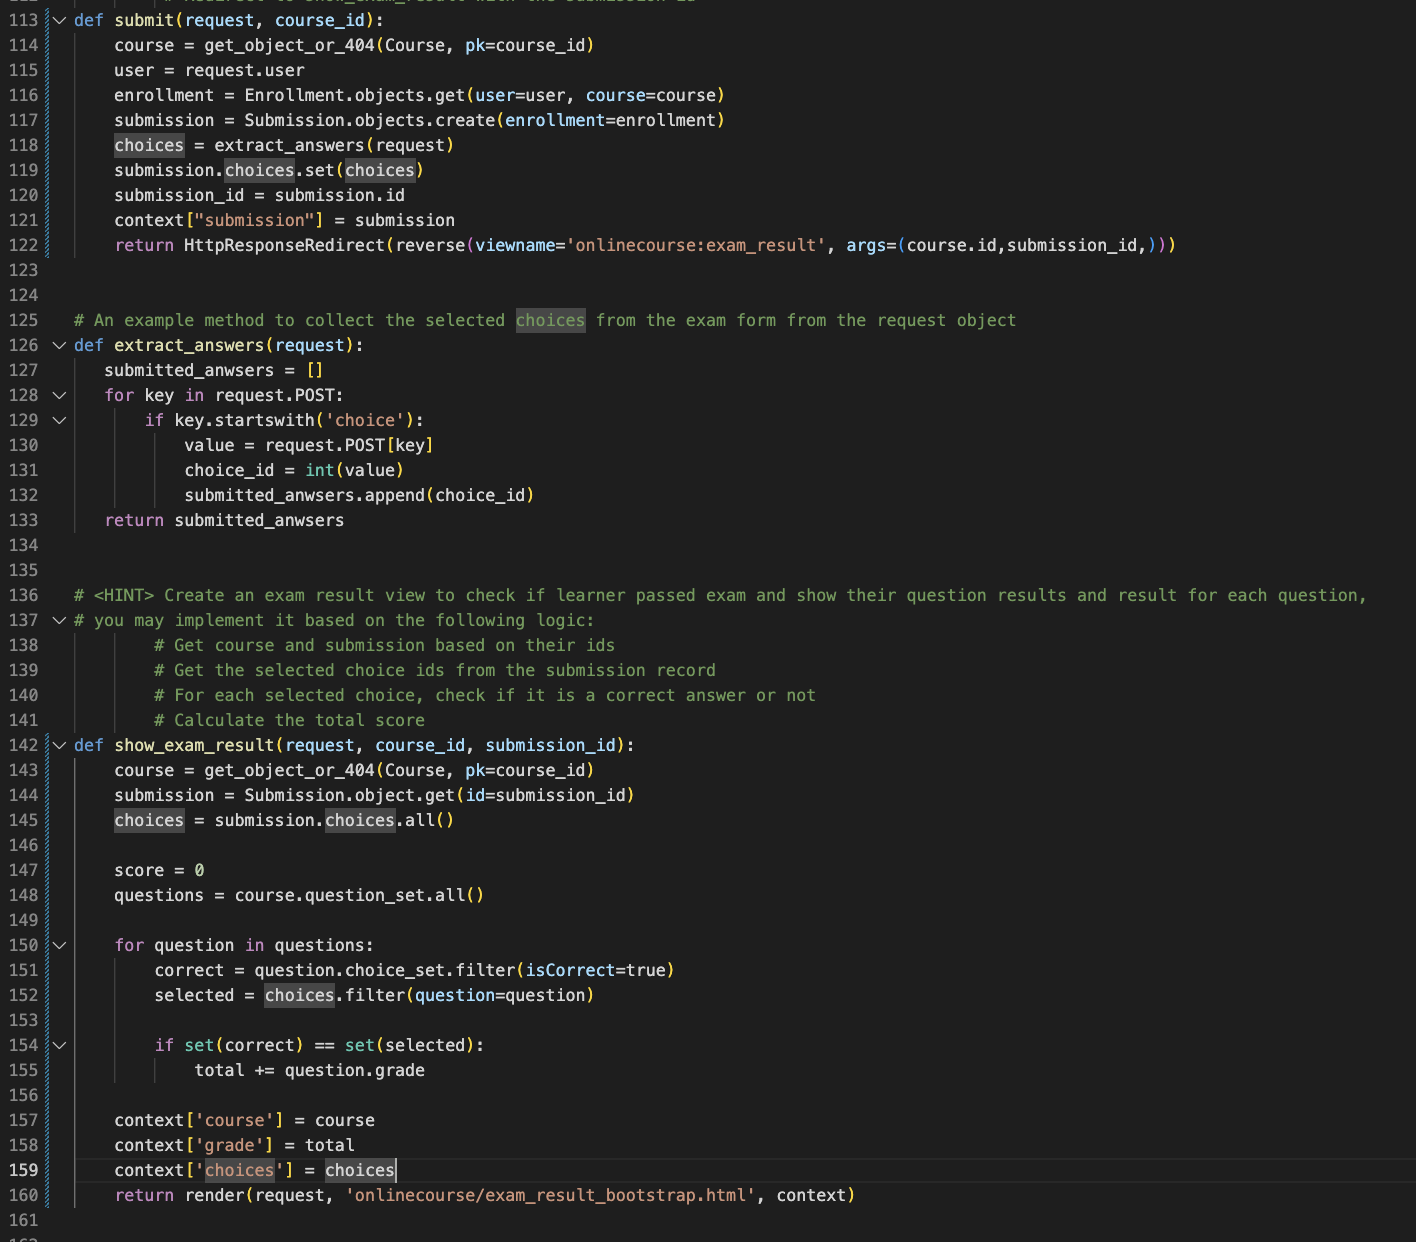 113 def submit(request, course_id):
114 course = get_object_or_404(Course, pk=course_id)
115 user = request.user
116 enrollment = Enrollment.objects.get(user=user, course=course)
117 submission = Submission.objects.create(enrollment=enrollment)
118 choices = extract_answers(request)
119 submission.choices.set(choices)
120 submission_id = submission.id
121 context["submission"] = submission
122 return HttpResponseRedirect(reverse(viewname='onlinecourse:exam_result', args=(course.id,submission_id,)))
123
124
125 # An example method to collect the selected choices from the exam form from the request object
126 def extract_answers(request):
127 submitted_anwsers = []
128 for key in request.POST:
129 if key.startswith('choice'):
130 value = request.POST[key]
131 choice_id = int(value)
132 submitted_anwsers.append(choice_id)
133 return submitted_anwsers
134
135
136 # <HINT> Create an exam result view to check if learner passed exam and show their question results and result for each question,
137 # you may implement it based on the following logic:
138 # Get course and submission based on their ids
139 # Get the selected choice ids from the submission record
140 # For each selected choice, check if it is a correct answer or not
141 # Calculate the total score
142 def show_exam_result(request, course_id, submission_id):
143 course = get_object_or_404(Course, pk=course_id)
144 submission = Submission.object.get(id=submission_id)
145 choices = submission.choices.all()
146
147 score = 0
148 questions = course.question_set.all()
149
150 for question in questions:
151 correct = question.choice_set.filter(isCorrect=true)
152 selected = choices.filter(question=question)
153
154 if set(correct) == set(selected):
155 total += question.grade
156
157 context['course'] = course
158 context['grade'] = total
159 context['choices'] = choices
160 return render(request, 'onlinecourse/exam_result_bootstrap.html', context)
161